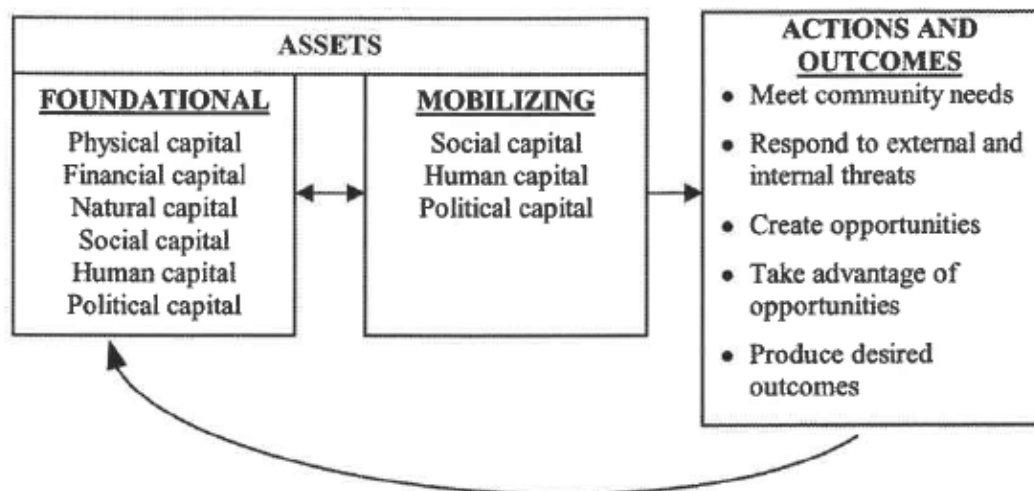 ASSETS
FOUNDATIONAL
Physical capital
Financial capital
Natural capital
Social capital
Human capital
Political capital
MOBILIZING
Social capital
Human capital
Political capital
ACTIONS AND
OUTCOMES
• Meet community needs
• Respond to external and
internal threats
• Create opportunities
• Take advantage of
opportunities
• Produce desired
outcomes